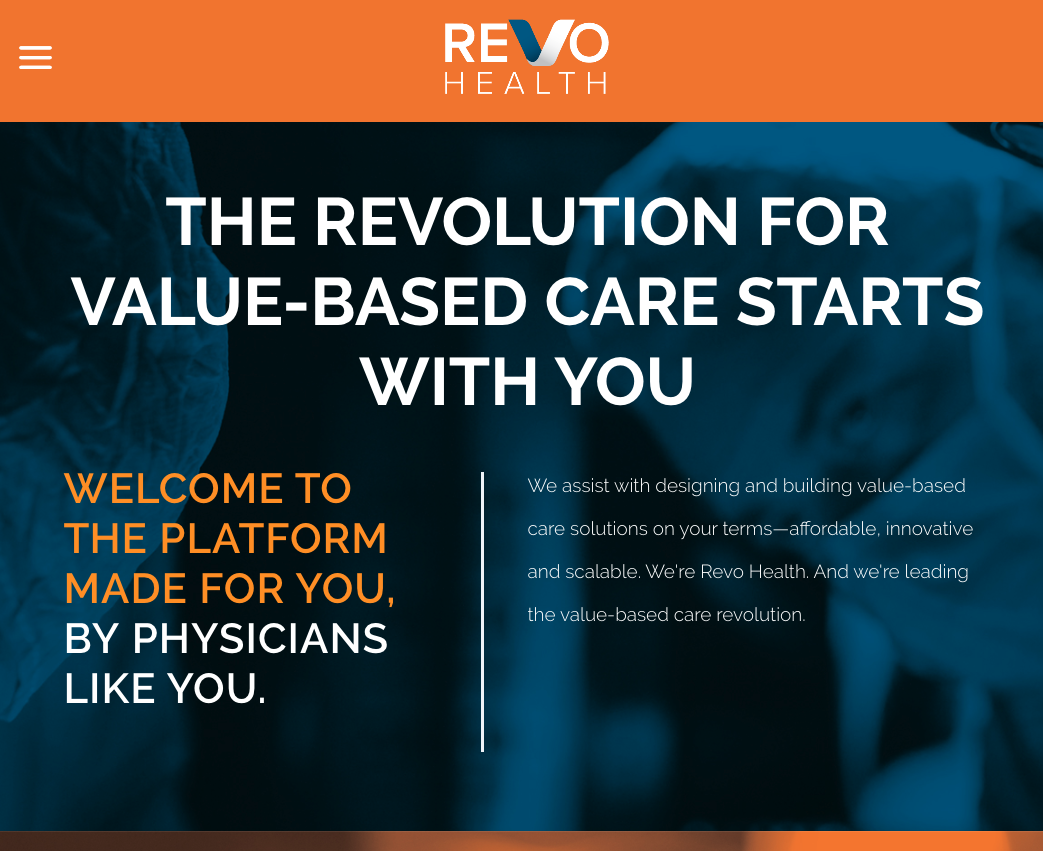 REVO
HEALTH
THE REVOLUTION FOR
VALUE-BASED CARE STARTS
WITH YOU
WELCOME TO
THE PLATFORM
MADE FOR YOU,
BY PHYSICIANS
LIKE YOU.
We assist with designing and building value-based
care solutions on your terms—affordable, innovative
and scalable. We're Revo Health. And we're leading
the value-based care revolution.